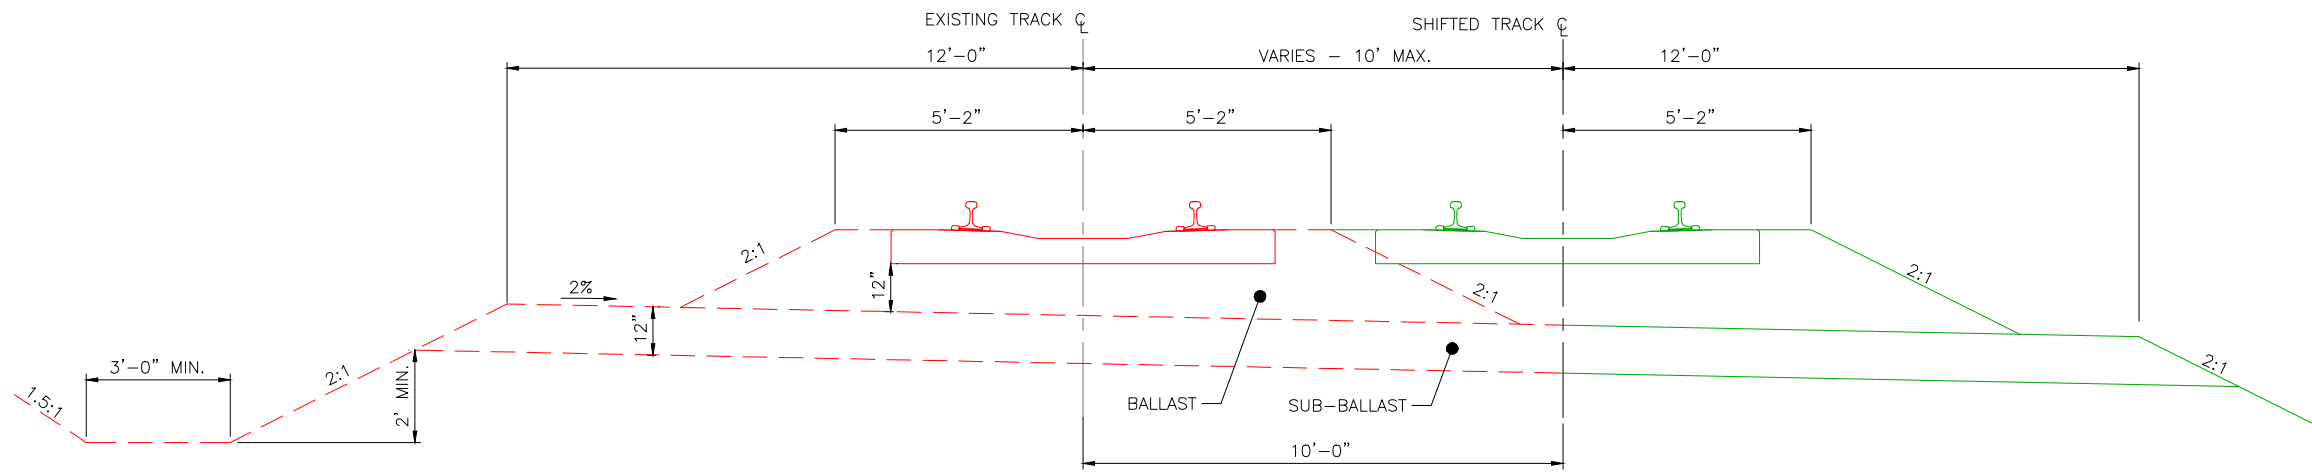 EXISTING TRACK ℄
SHIFTED TRACK ℄
12'-0"
VARIES - 10' MAX.
12'-0"
5'-2"
5'-2"
5'-2"
2:1
2%
12"
12"
2:1
2:1
3'-0" MIN.
1.5:1
2:1
2' MIN.
2:1
BALLAST
SUB-BALLAST
10'-0"